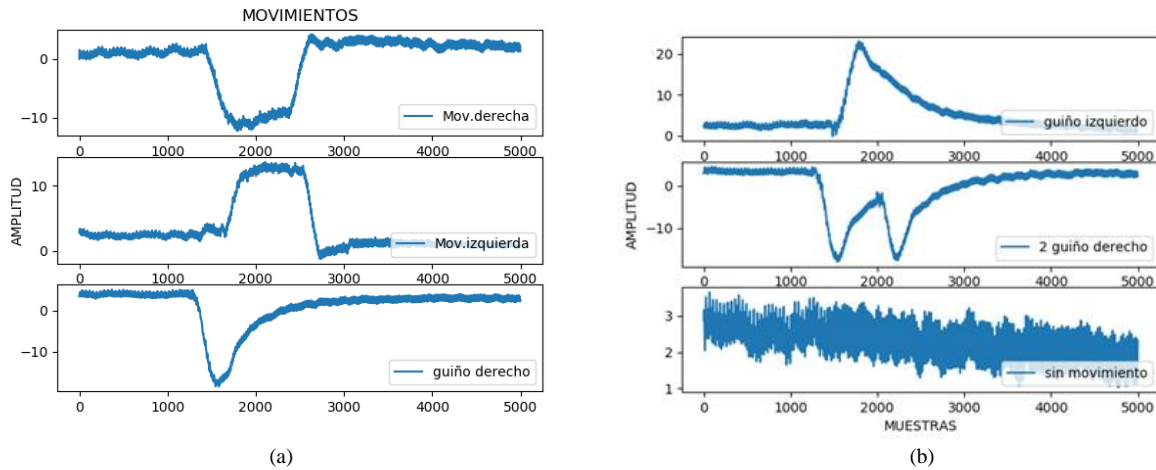 MOVIMIENTOS
0
−10
Mov.derecha
0 1000 2000 3000 4000 5000
AMPLITUD
10
0
Mov.izquierda
0 1000 2000 3000 4000 5000
0
−10
guiño derecho
0 1000 2000 3000 4000 5000
(a)
20
10
0
guiño izquierdo
0 1000 2000 3000 4000 5000
AMPLITUD
0
−10
2 guiño derecho
0 1000 2000 3000 4000 5000
3
2
1
sin movimiento
0 1000 2000 3000 4000 5000
MUESTRAS
(b)